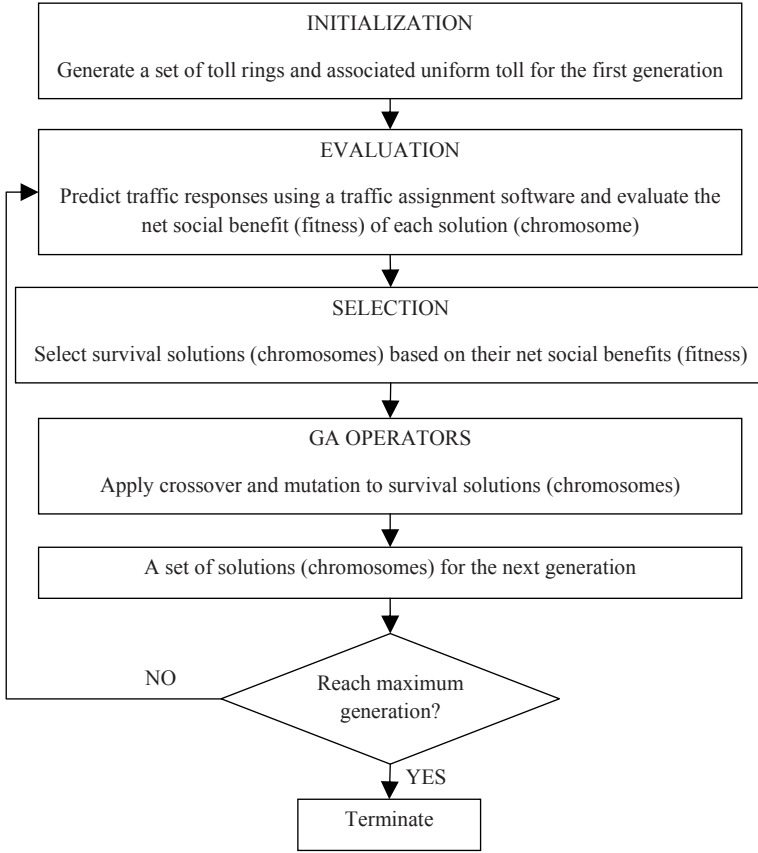 INITIALIZATION
Generate a set of toll rings and associated uniform toll for the first generation
EVALUATION
Predict traffic responses using a traffic assignment software and evaluate the
net social benefit (fitness) of each solution (chromosome)
SELECTION
Select survival solutions (chromosomes) based on their net social benefits (fitness)
GA OPERATORS
Apply crossover and mutation to survival solutions (chromosomes)
A set of solutions (chromosomes) for the next generation
NO
Reach maximum
generation?
YES
Terminate